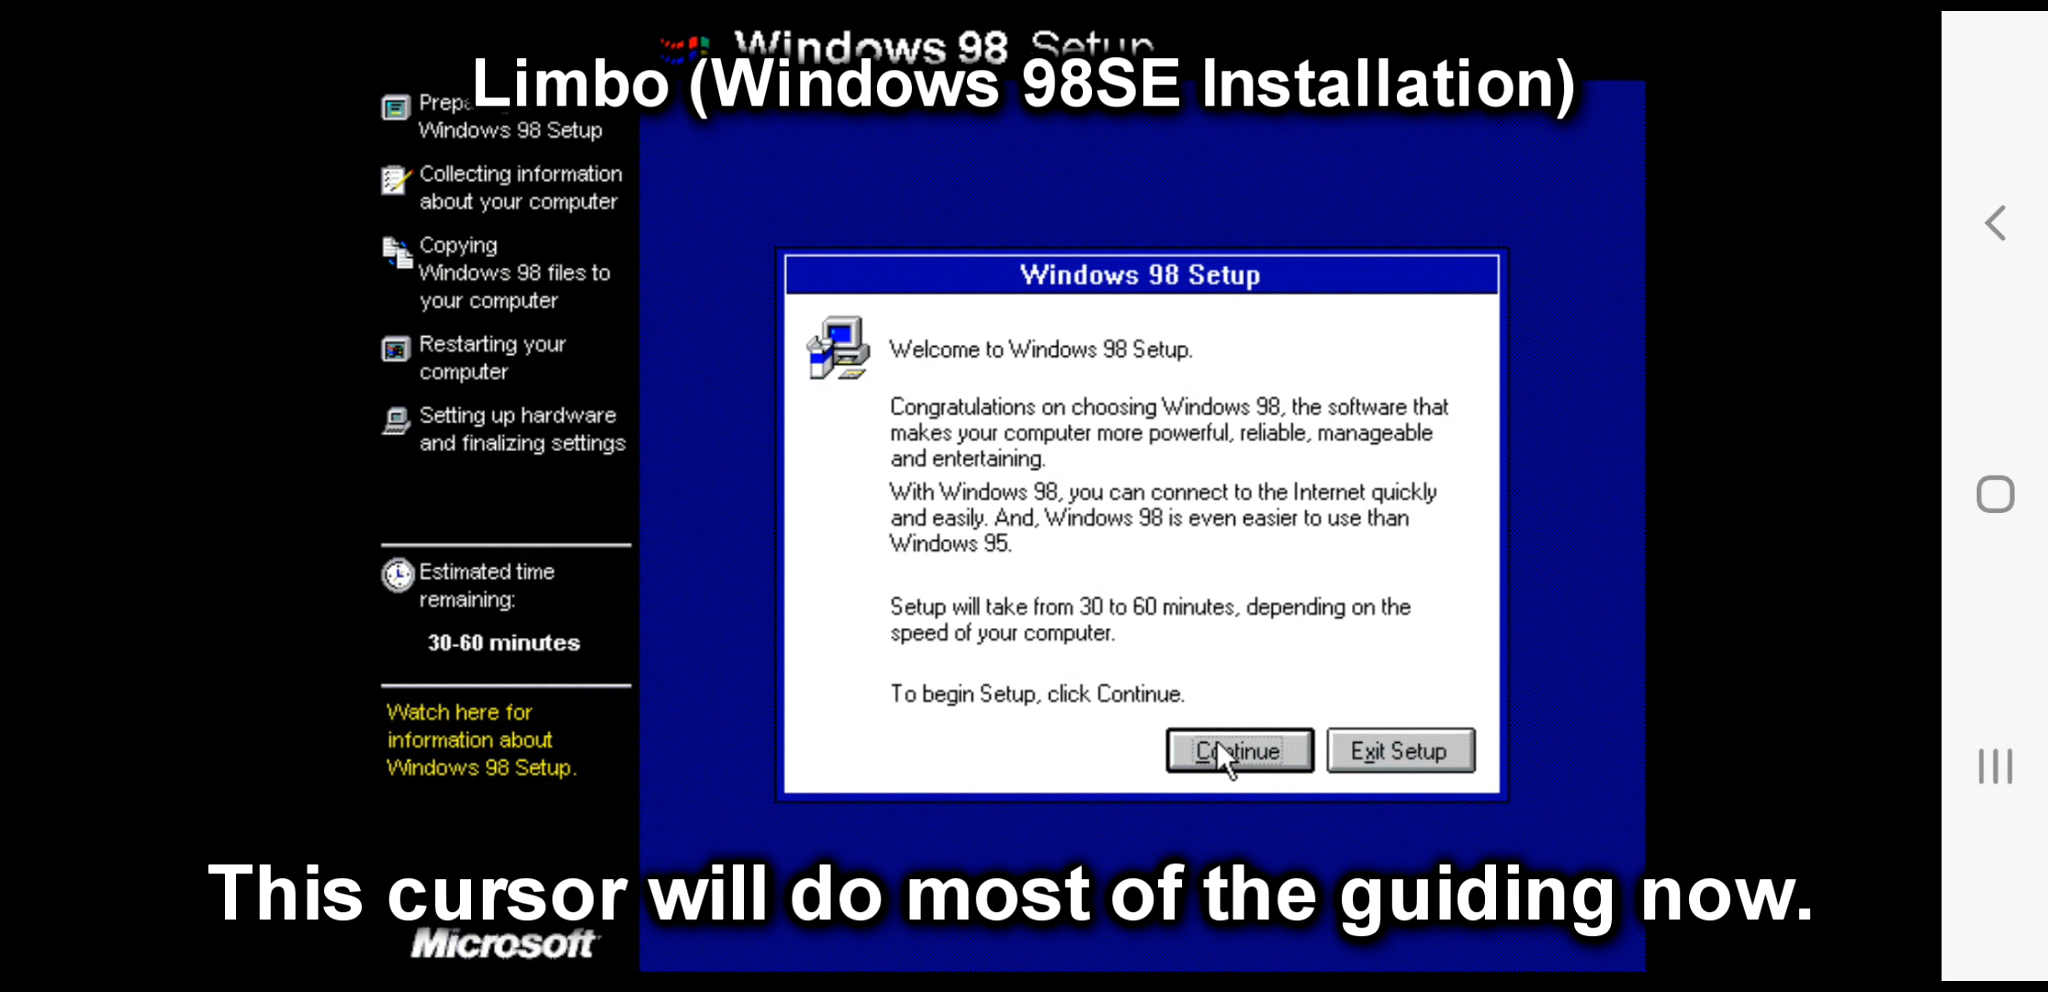 Windows 98 Setup
Limbo (Windows 98SE Installation)
Windows 98 Setup
Collecting information
about your computer
Copying
Windows 98 files to
your computer
Restarting your
computer
Setting up hardware
and finalizing settings
Estimated time
remaining:
30-60 minutes
Watch here for
information about
Windows 98 Setup.
Windows 98 Setup
Welcome to Windows 98 Setup.
Congratulations on choosing Windows 98, the software that
makes your computer more powerful, reliable, manageable
and entertaining.
With Windows 98, you can connect to the Internet quickly
and easily. And, Windows 98 is even easier to use than
Windows 95.
Setup will take from 30 to 60 minutes, depending on the
speed of your computer.
To begin Setup, click Continue.
Continue
Exit Setup
This cursor will do most of the guiding now.
Microsoft